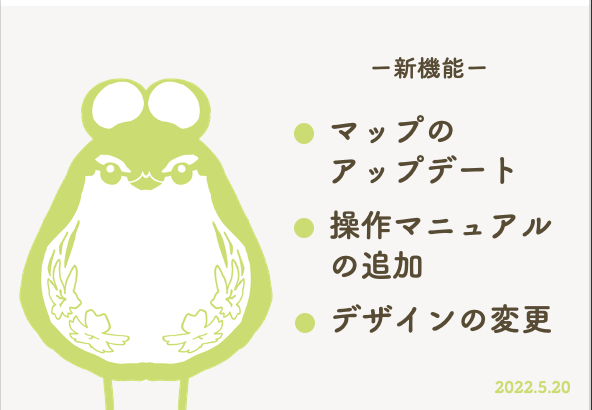 ー新機能ー
マップの
アップデート
操作マニュアル
の追加
デザインの変更
2022.5.20